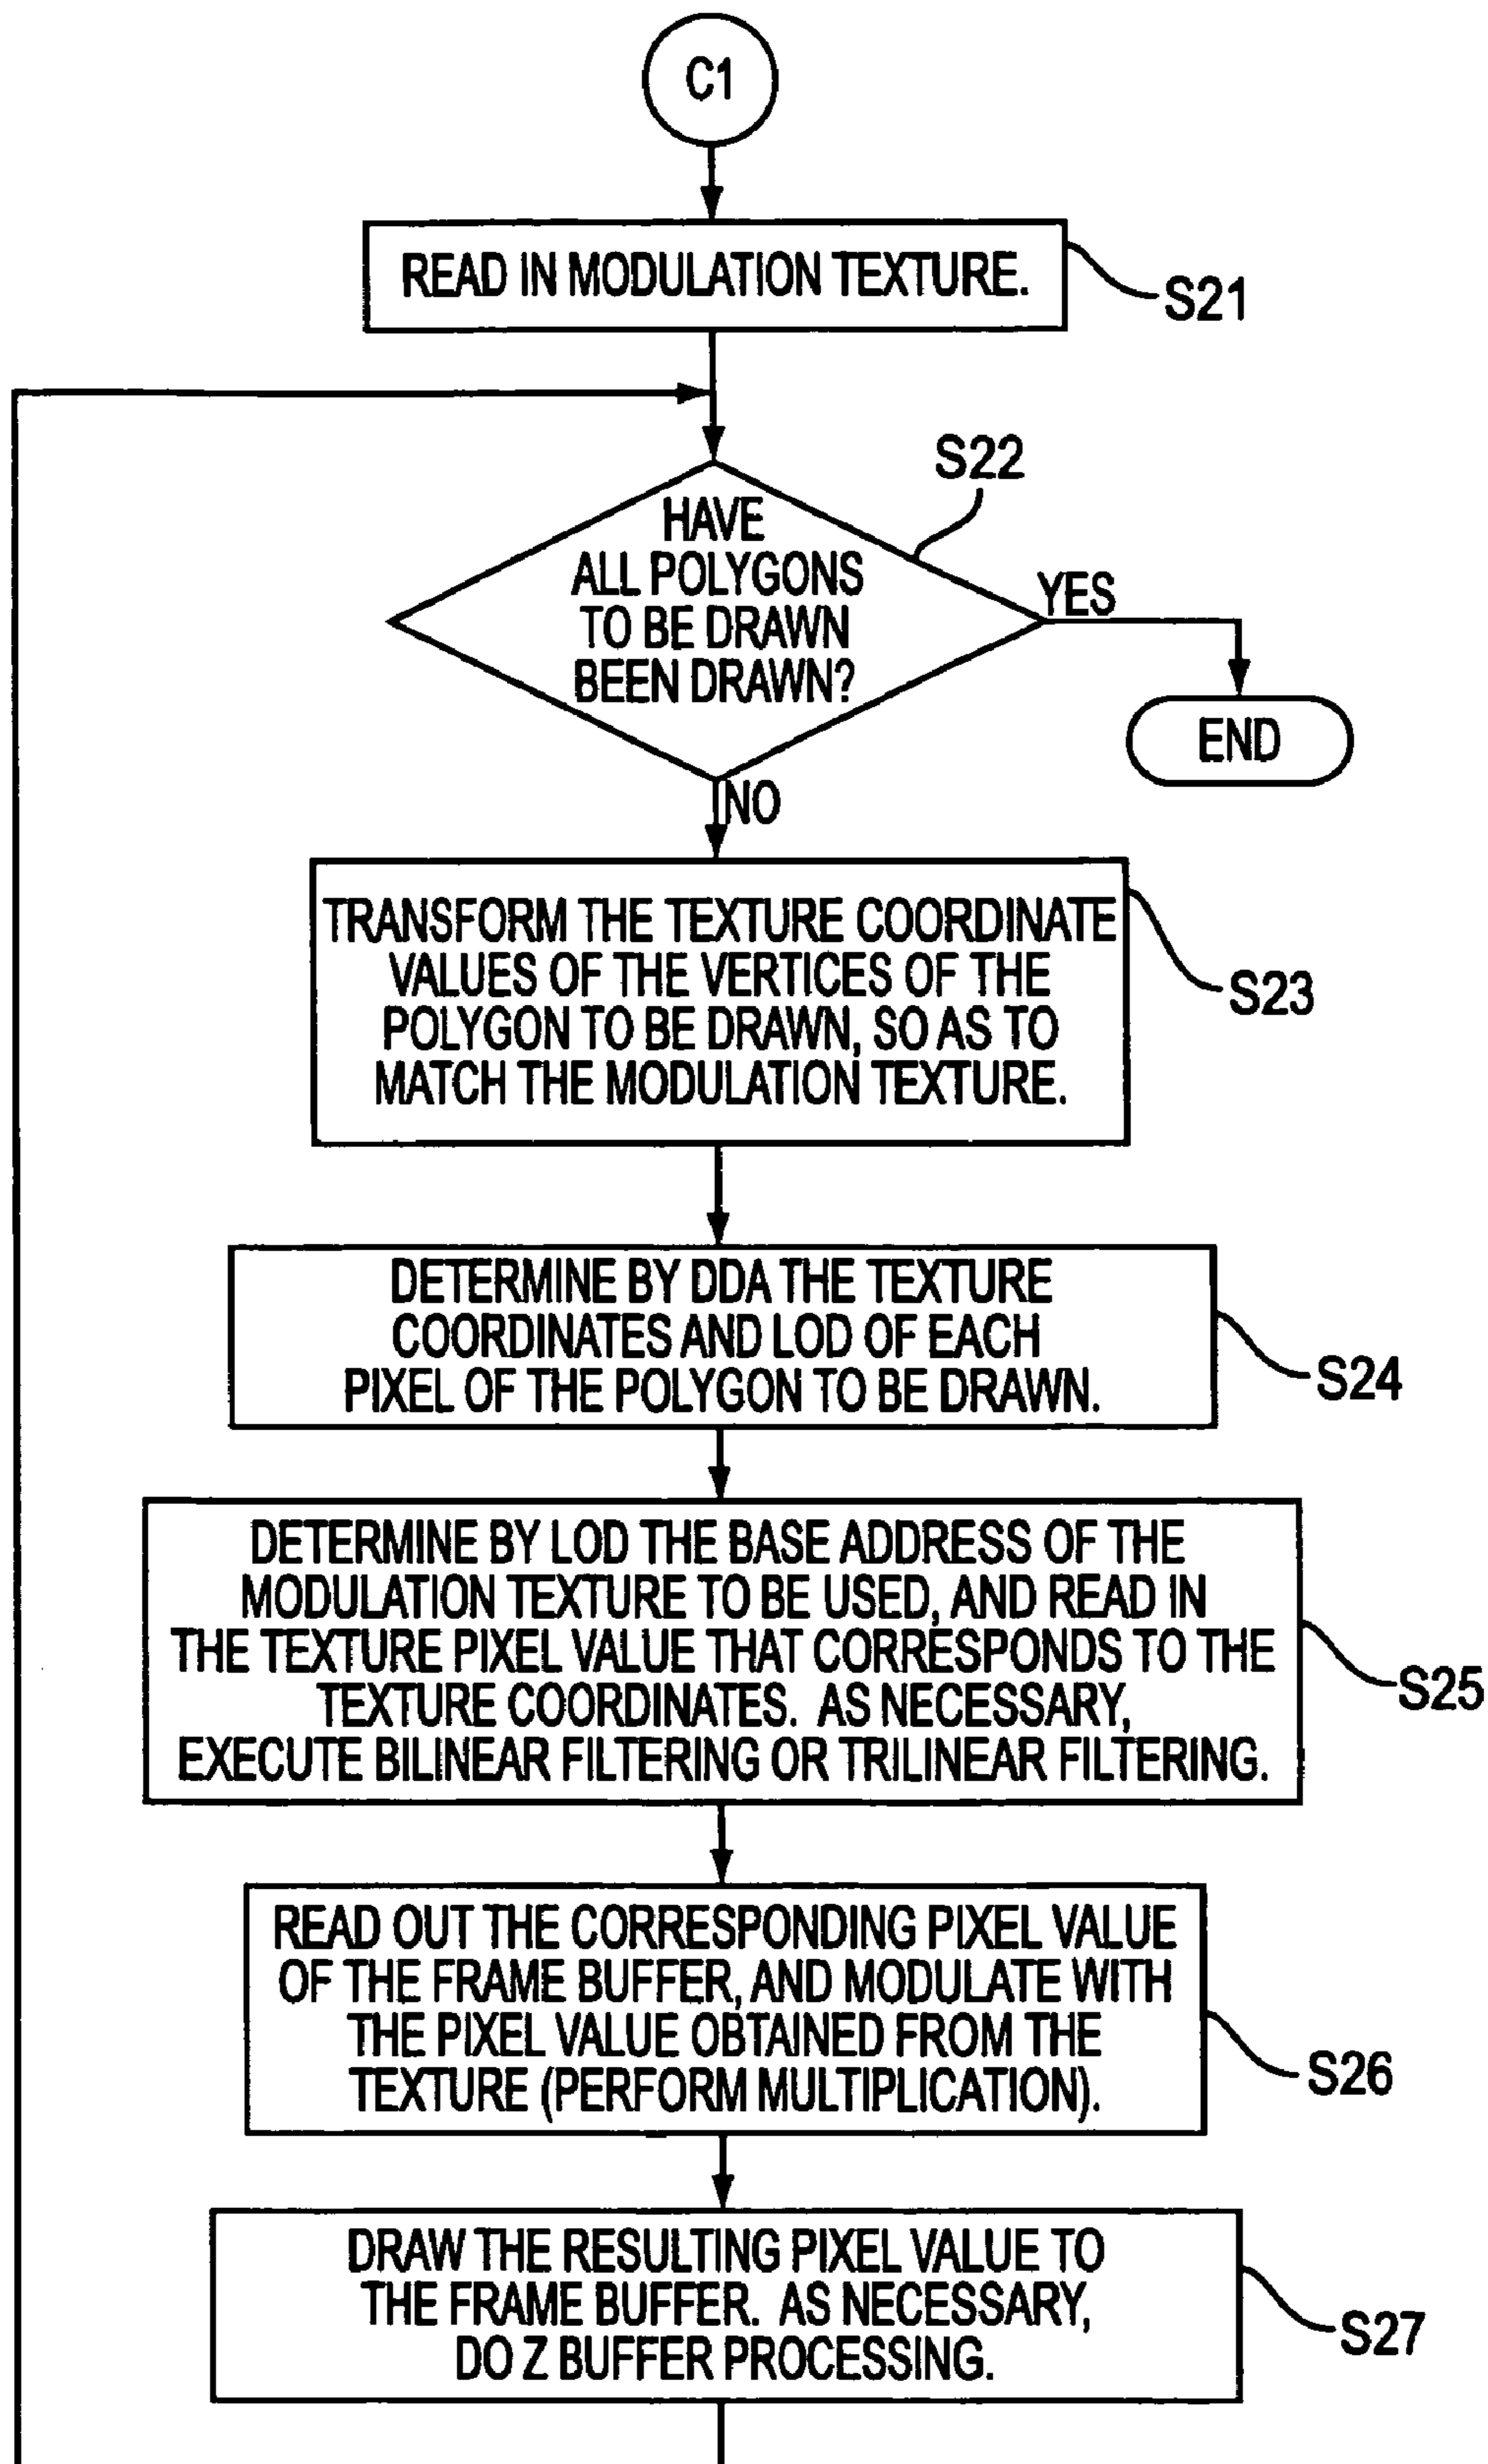 C1
READ IN MODULATION TEXTURE.
S21
S22
HAVE
ALL POLYGONS
TO BE DRAWN
BEEN DRAWN?
YES
END
NO
TRANSFORM THE TEXTURE COORDINATE
VALUES OF THE VERTICES OF THE
POLYGON TO BE DRAWN, SO AS TO
MATCH THE MODULATION TEXTURE.
S23
DETERMINE BY DDA THE TEXTURE
COORDINATES AND LOD OF EACH
PIXEL OF THE POLYGON TO BE DRAWN.
S24
DETERMINE BY LOD THE BASE ADDRESS OF THE
MODULATION TEXTURE TO BE USED, AND READ IN
THE TEXTURE PIXEL VALUE THAT CORRESPONDS TO THE
TEXTURE COORDINATES. AS NECESSARY,
EXECUTE BILINEAR FILTERING OR TRILINEAR FILTERING.
S25
READ OUT THE CORRESPONDING PIXEL VALUE
OF THE FRAME BUFFER, AND MODULATE WITH
THE PIXEL VALUE OBTAINED FROM THE
TEXTURE (PERFORM MULTIPLICATION).
S26
DRAW THE RESULTING PIXEL VALUE TO
THE FRAME BUFFER. AS NECESSARY,
DO Z BUFFER PROCESSING.
S27